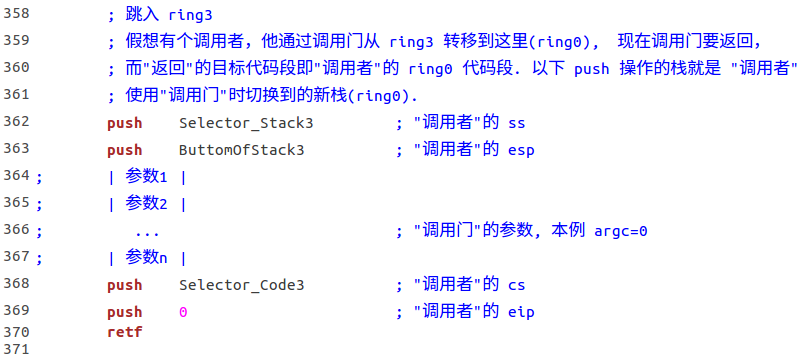 358 ; 跳入 ring3
359 ; 假想有个调用者，他通过调用门从 ring3 转移到这里(ring0), 现在调用门要返回，
360 ; 而"返回"的目标代码段即"调用者"的 ring0 代码段. 以下 push 操作的栈就是 "调用者"
361 ; 使用"调用门"时切换到的新栈(ring0).
362 push Selector_Stack3 ; "调用者"的 ss
363 push ButtomOfStack3 ; "调用者"的 esp
364 ; | 参数1 |
365 ; | 参数2 |
366 ; ... ; "调用门"的参数, 本例 argc=0
367 ; | 参数n |
368 push Selector_Code3 ; "调用者"的 cs
369 push 0 ; "调用者"的 eip
370 retf
371